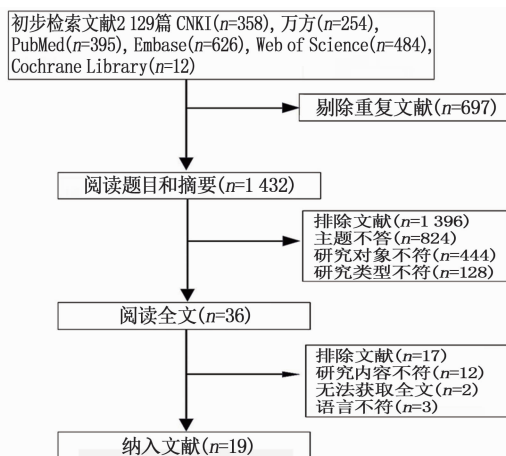 初步检索文献2 129篇 CNKI(n=358), 万方(n=254),
PubMed(n=395), Embase(n=626), Web of Science(n=484),
Cochrane Library(n=12)
剔除重复文献(n=697)
阅读题目和摘要(n=1 432)
排除文献(n=1 396)
主题不答(n=824)
研究对象不符(n=444)
研究类型不符(n=128)
阅读全文(n=36)
排除文献(n=17)
研究内容不符(n=12)
无法获取全文(n=2)
语言不符(n=3)
纳入文献(n=19)